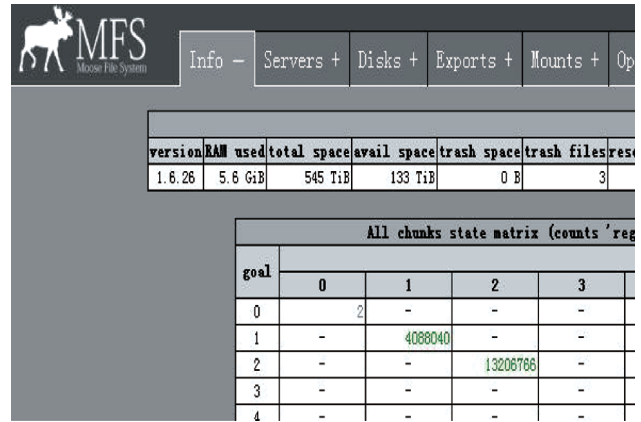 MFS
Moose File System
Info - Servers + Disks + Exports + Mounts + Op
version RAM used total space avail space trash space trash files rese
1.6.26 5.6 GiB 545 TiB 133 TiB 0 B 3
All chunks state matrix (counts 'reg
goal
0 1 2 3
0 2 - - -
1 - 4088040 - -
2 - - 13206766 -
3 - - - -
4 - - - -